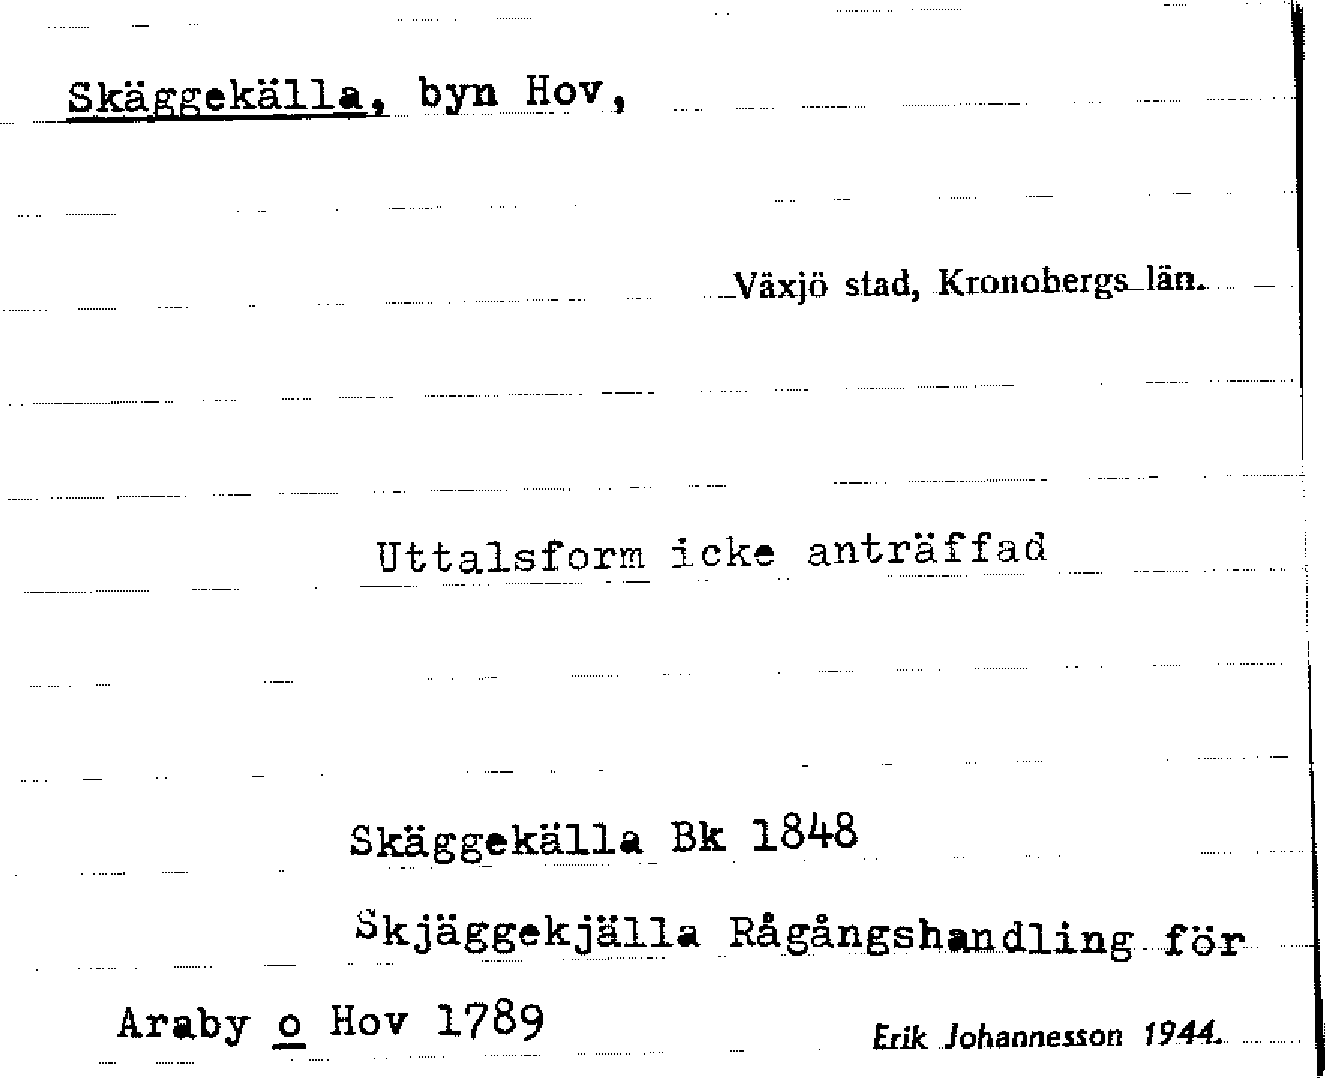 Skäggekälla, byn Hov,
Växjö stad, Kronobergs län.
Uttalsform icke anträffad
Skäggekälla Bk 1848
Skjäggekjälla Rågångshandling för
Araby o Hov 1789
Erik Johannesson 1944.